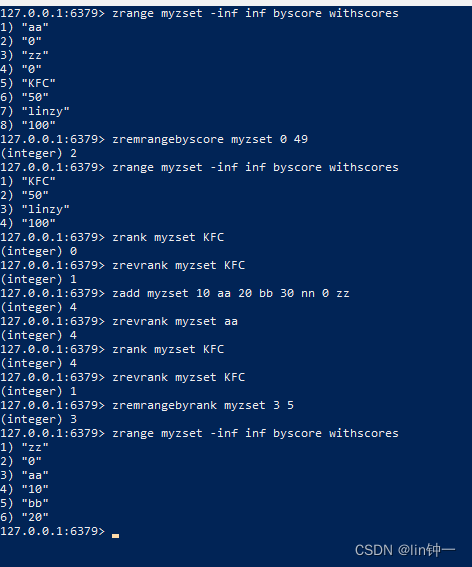 127.0.0.1:6379> zrange myzset -inf inf byscore withscores
1) "aa"
2) "0"
3) "zz"
4) "0"
5) "KFC"
6) "50"
7) "linzy"
8) "100"
127.0.0.1:6379> zremrangebyscore myzset 0 49
(integer) 2
127.0.0.1:6379> zrange myzset -inf inf byscore withscores
1) "KFC"
2) "50"
3) "linzy"
4) "100"
127.0.0.1:6379> zrank myzset KFC
(integer) 0
127.0.0.1:6379> zrevrank myzset KFC
(integer) 1
127.0.0.1:6379> zadd myzset 10 aa 20 bb 30 nn 0 zz
(integer) 4
127.0.0.1:6379> zrevrank myzset aa
(integer) 4
127.0.0.1:6379> zrank myzset KFC
(integer) 4
127.0.0.1:6379> zrevrank myzset KFC
(integer) 1
127.0.0.1:6379> zremrangebyrank myzset 3 5
(integer) 3
127.0.0.1:6379> zrange myzset -inf inf byscore withscores
1) "zz"
2) "0"
3) "aa"
4) "10"
5) "bb"
6) "20"
127.0.0.1:6379>
CSDN @lin钟一